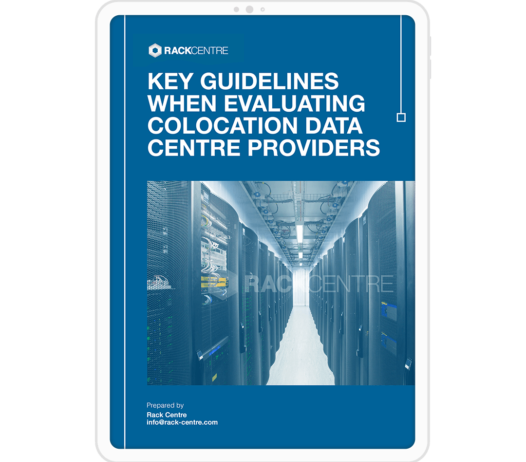 RACKCENTRE
KEY GUIDELINES
WHEN EVALUATING
COLOCATION DATA
CENTRE PROVIDERS
RACKCENTRE
Prepared by
Rack Centre
info@rack-centre.com